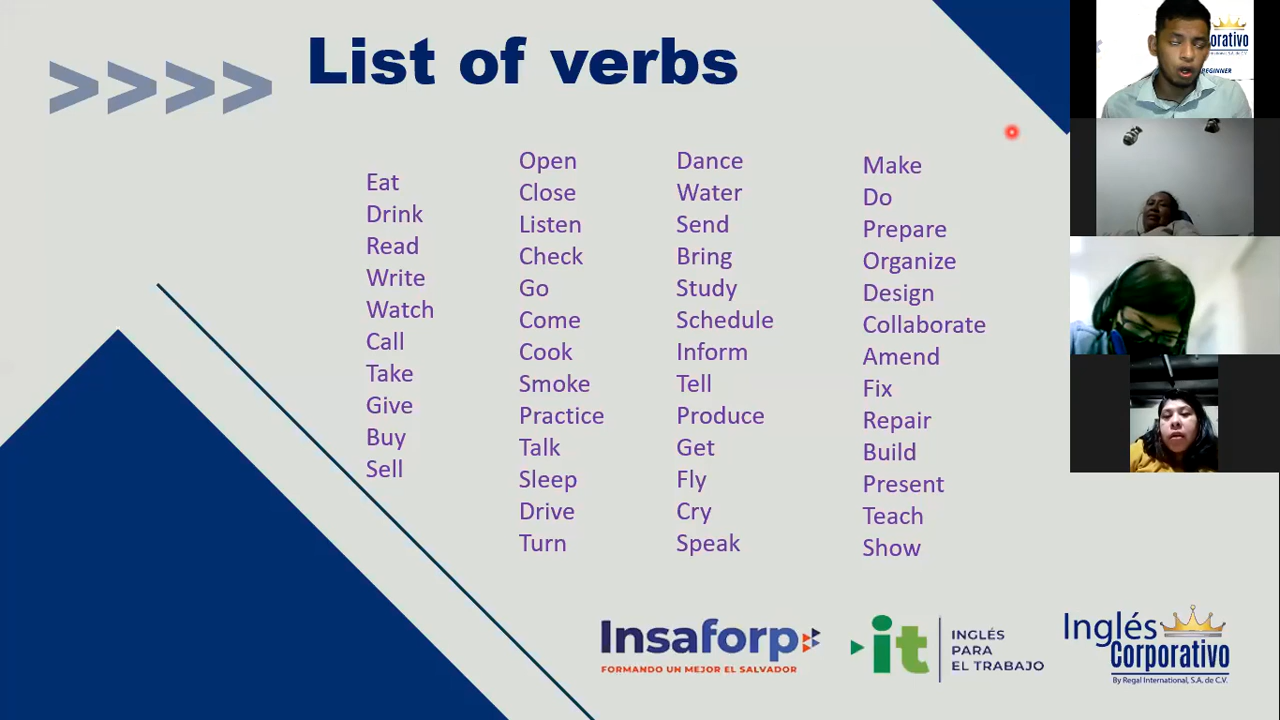 >>>>
List of verbs
Eat
Drink
Read
Write
Watch
Call
Take
Give
Buy
Sell
Open
Close
Listen
Check
Go
Come
Cook
Smoke
Practice
Talk
Sleep
Drive
Turn
Dance
Water
Send
Bring
Study
Schedule
Inform
Tell
Produce
Get
Fly
Cry
Speak
Make
Do
Prepare
Organize
Design
Collaborate
Amend
Fix
Repair
Build
Present
Teach
Show
Insaforp
FORMANDO UN MEJOR EL SALVADOR
it
INGLÉS
PARA
EL TRABAJO
Inglés
Corporativo
By Regal International, S.A. de C.V.
orativo
BEGINNER